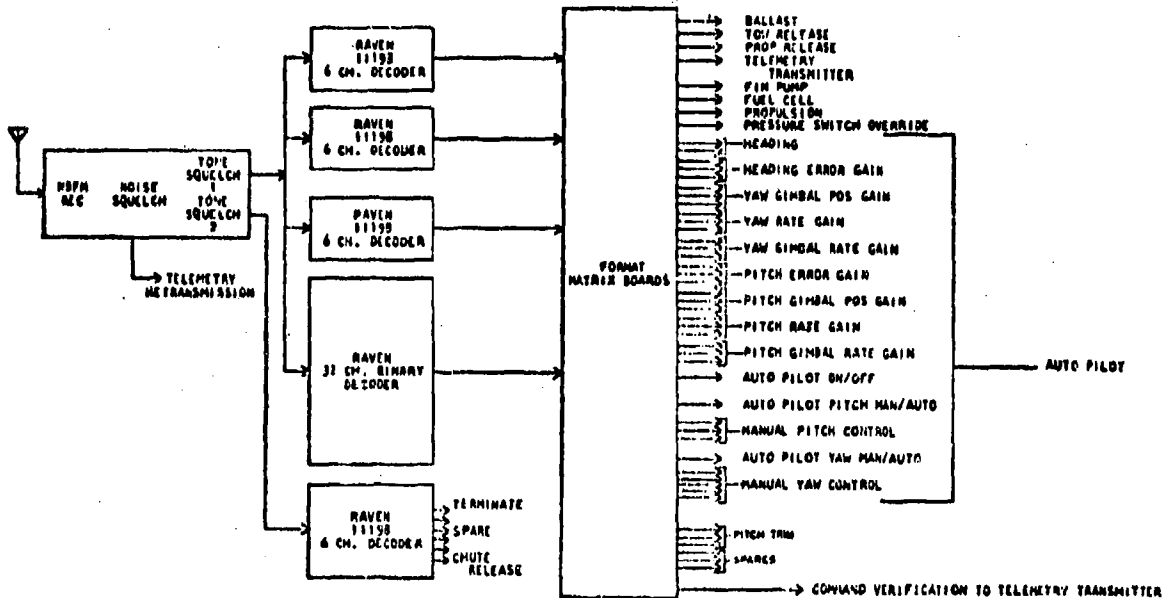 NBFM
REC
NOISE
SQUELCH
TONE
SQUELCH
1
TONE
SQUELCH
2
TELEMETRY
RETRANSMISSION
RAVEN
6 CH. DECODER
RAVEN
6 CH. DECODER
RAVEN
6 CH. DECODER
RAVEN
32 CH. BINARY
DECODER
RAVEN
6 CH. DECODER
TERMINATE
SPARE
CHUTE
RELEASE
FORMAT
MATRIX BOARDS
BALLAST
TOW RELEASE
PROP RELEASE
TELEMETRY
TRANSMITTER
FIN PUMP
FUEL CELL
PROPULSION
PRESSURE SWITCH OVERRIDE
HEADING
HEADING ERROR GAIN
YAW GIMBAL POS GAIN
YAW RATE GAIN
YAW GIMBAL RATE GAIN
PITCH ERROR GAIN
PITCH GIMBAL POS GAIN
PITCH RATE GAIN
PITCH GIMBAL RATE GAIN
AUTO PILOT ON/OFF
AUTO PILOT PITCH MAN/AUTO
MANUAL PITCH CONTROL
AUTO PILOT YAW MAN/AUTO
MANUAL YAW CONTROL
AUTO PILOT
PITCH TRIM
SPARES
COMMAND VERIFICATION TO TELEMETRY TRANSMITTER